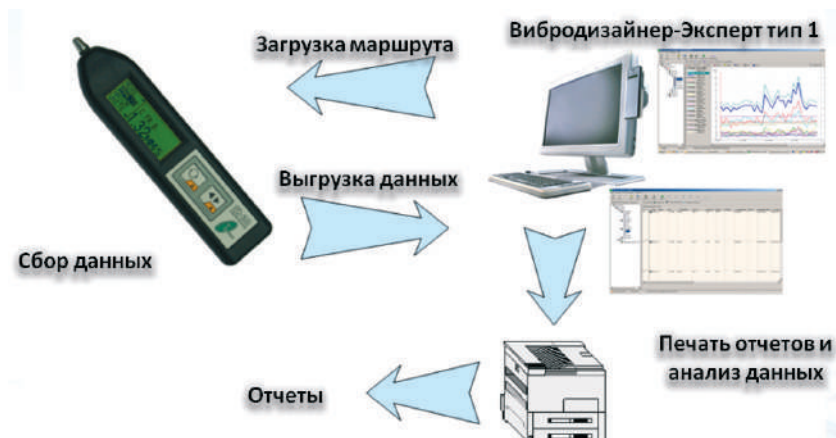 Загрузка маршрута
Вибродизайнер-Эксперт тип 1
Выгрузка данных
Сбор данных
Печать отчетов и
анализ данных
Отчеты